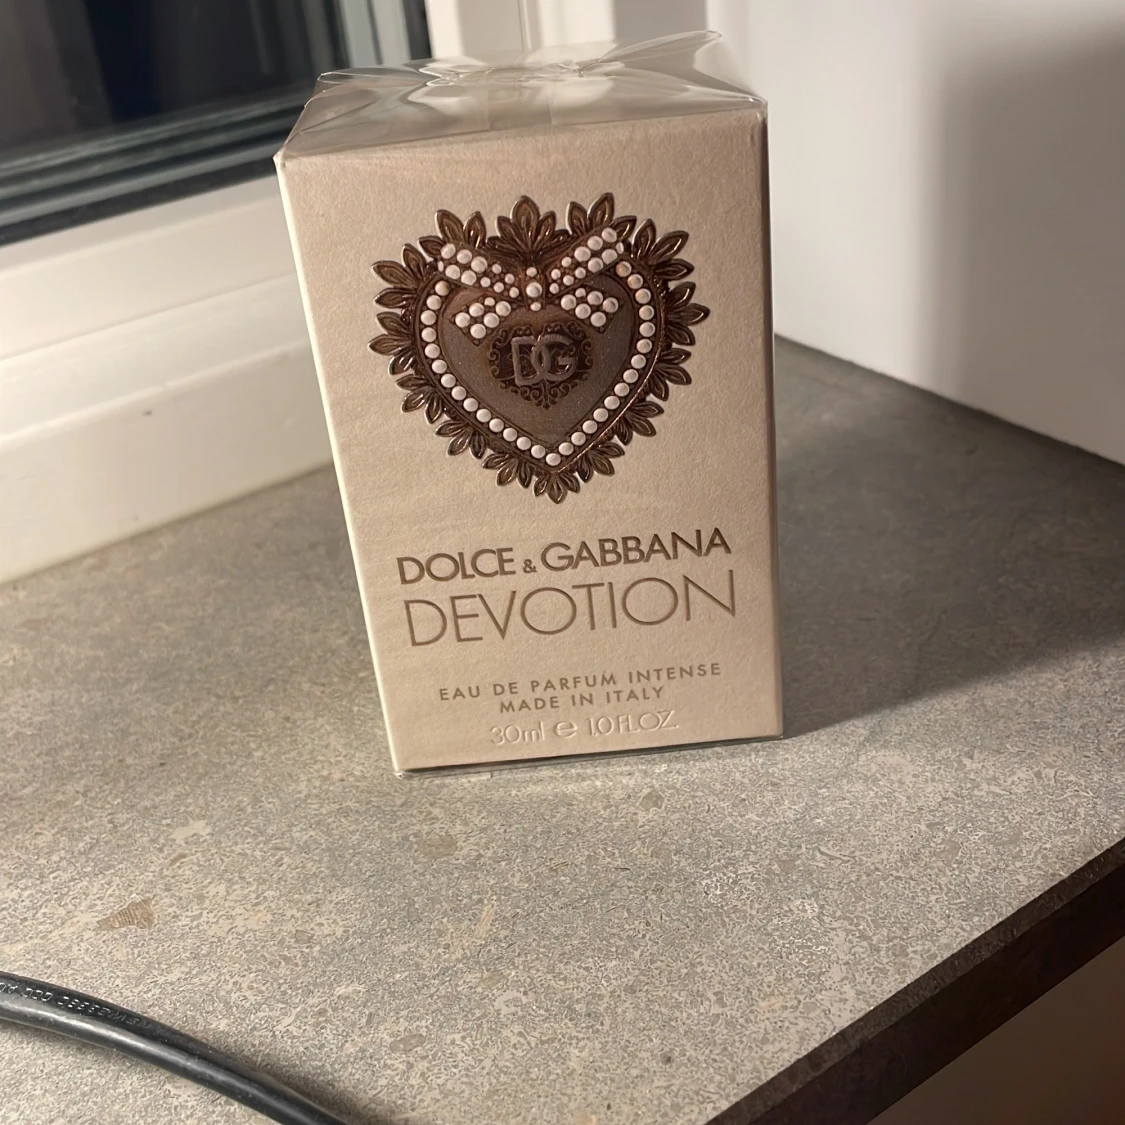 DG
DOLCE & GABBANA
DEVOTION
EAU DE PARFUM INTENSE
MADE IN ITALY
30ml ℮ 1.0 FL.OZ.